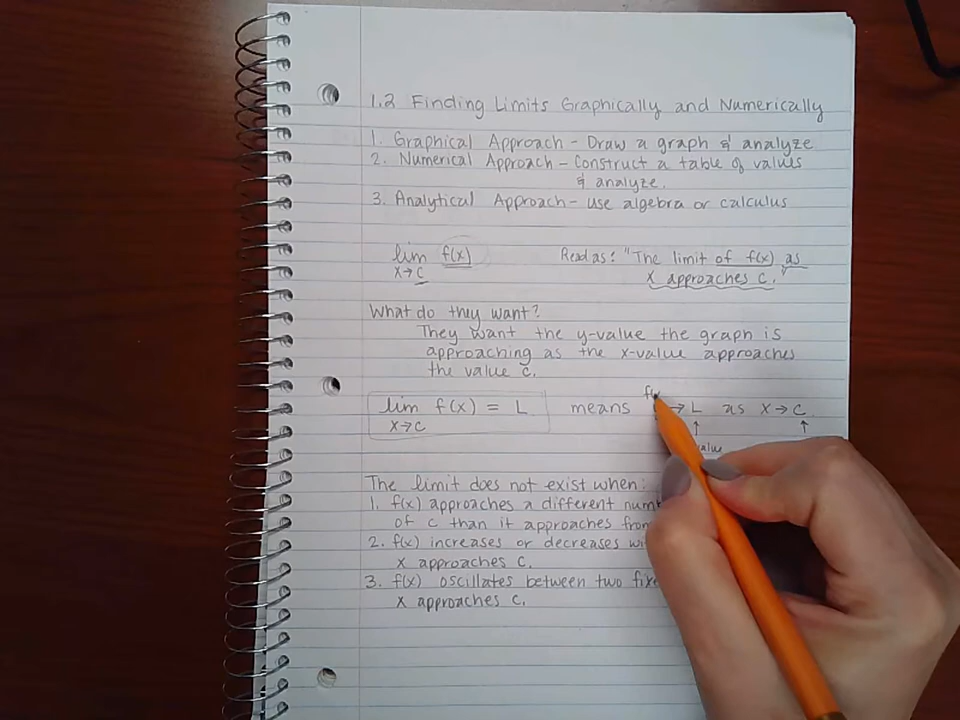 1.2 Finding Limits Graphically and Numerically
1. Graphical Approach - Draw a graph & analyze
2. Numerical Approach - Construct a table of values
& analyze.
3. Analytical Approach - Use algebra or calculus
lim f(x) Read as: "The limit of f(x) as
x→c x approaches c."
What do they want?
They want the y-value the graph is
approaching as the x-value approaches
the value c.
f(x
lim f(x) = L means → L as x→c.
x→c ↑ ↑
value
The limit does not exist when:
1. f(x) approaches a different
of c than it approaches
2. f(x) increases or decreases
x approaches c.
3. f(x) oscillates between two
x approaches c.